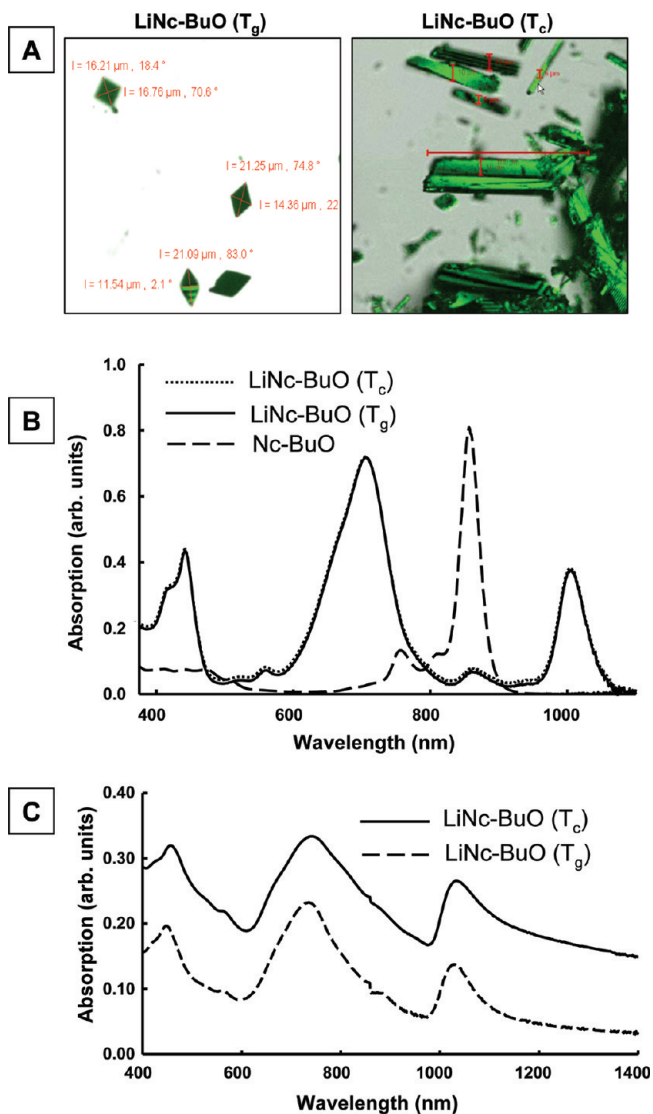 A
LiNc-BuO (Tg)
LiNc-BuO (Tc)
l = 16.21 µm , 18.4 °
l = 16.76 µm , 70.6 °
l = 21.25 µm , 74.8 °
l = 14.36 µm , 22
l = 21.09 µm , 83.0 °
l = 11.54 µm , 2.1 °
B
LiNc-BuO (Tc)
LiNc-BuO (Tg)
Nc-BuO
Absorption (arb. units)
1.0
0.8
0.6
0.4
0.2
0.0
400
600
800
1000
Wavelength (nm)
C
LiNc-BuO (Tc)
LiNc-BuO (Tg)
Absorption (arb. units)
0.40
0.30
0.20
0.10
0.00
400
600
800
1000
1200
1400
Wavelength (nm)